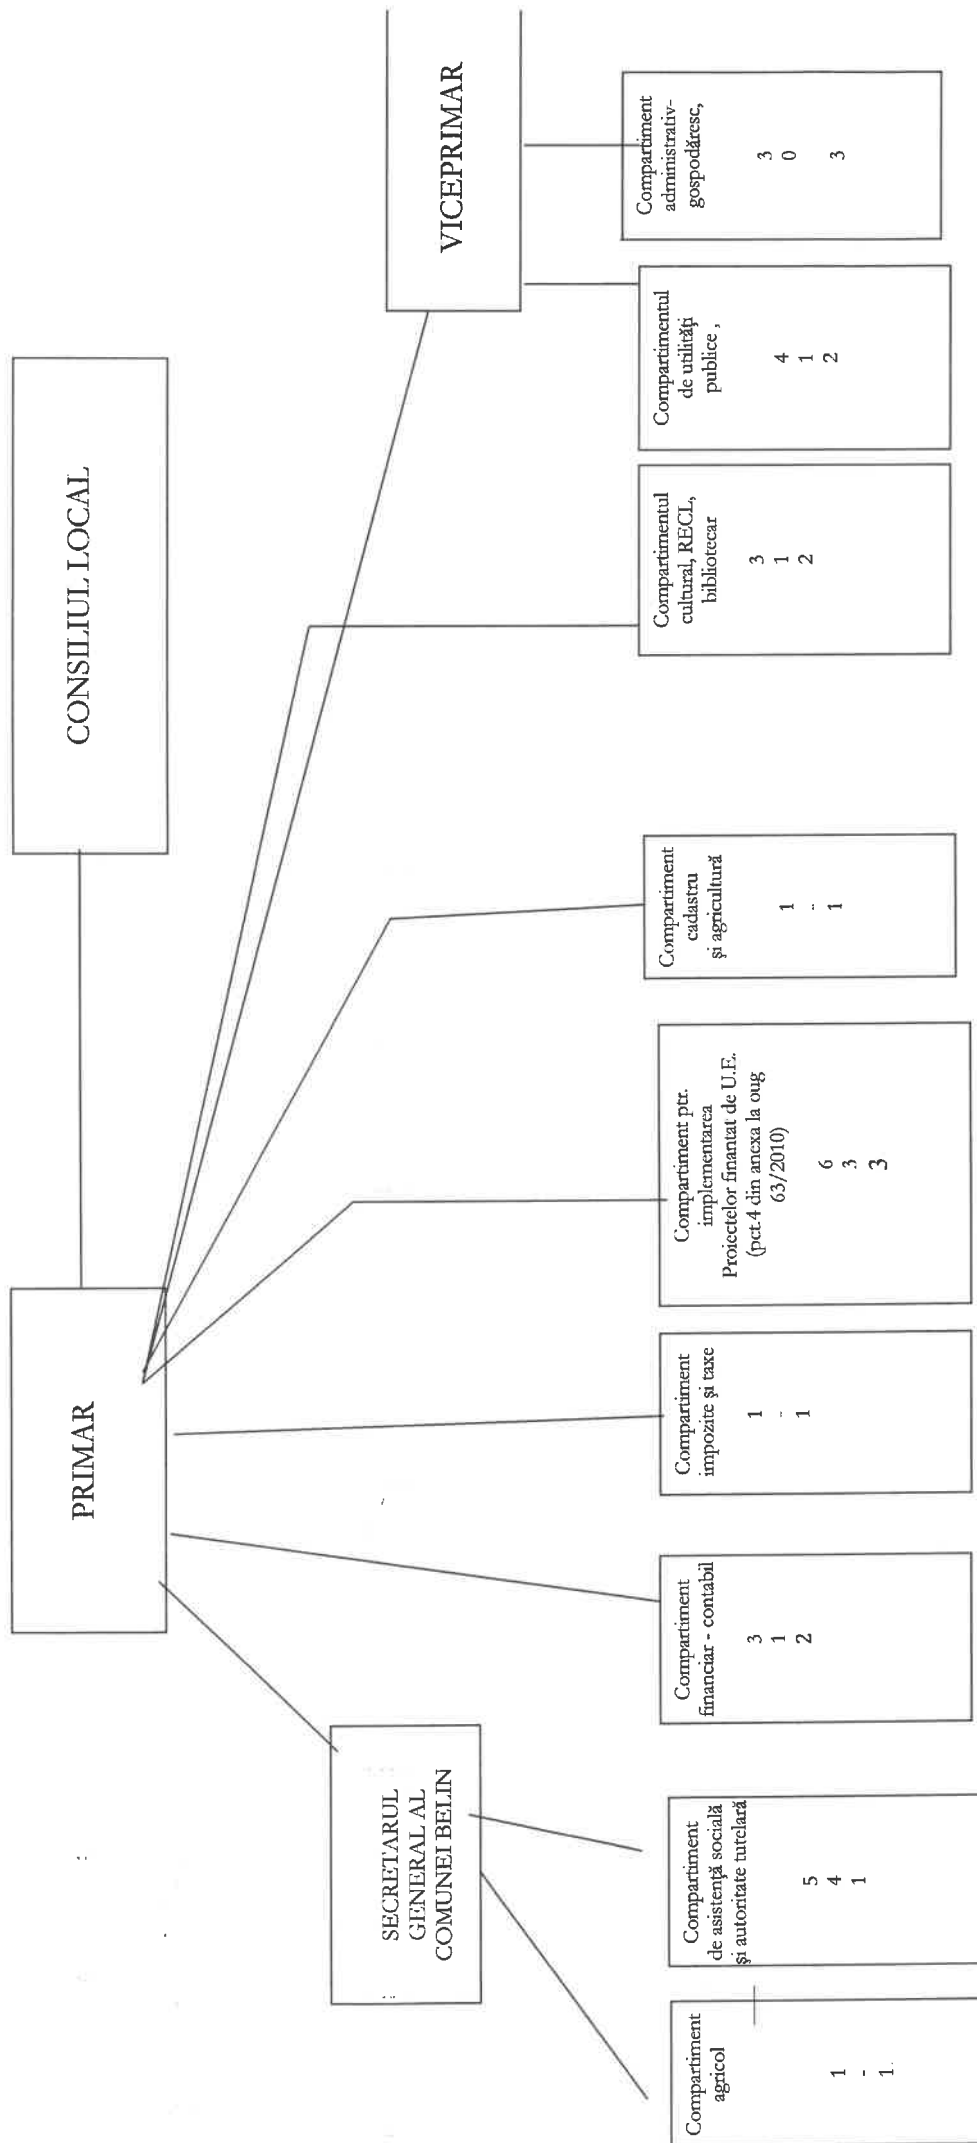 CONSILIUL LOCAL
PRIMAR
VICEPRIMAR
SECRETARUL
GENERAL AL
COMUNEI BELIN
Compartiment
agricol
1
-
1.
Compartiment
de asistență socială
și autoritate tutelară
5
4
1
Compartiment
financiar - contabil
3
1
2
Compartiment
impozite și taxe
1
-
1
Compartiment ptr.
implementarea
Proiectelor finantat de U.E.
(pct.4 din anexa la oug
63/2010)
6
3
3
Compartiment
cadastru
și agricultură
1
-
1
Compartimentul
cultural, RECL,
bibliotecar
3
1
2
Compartimentul
de utilități
publice ,
4
1
2
Compartiment
administrativ-
gospodăresc,
3
0
3